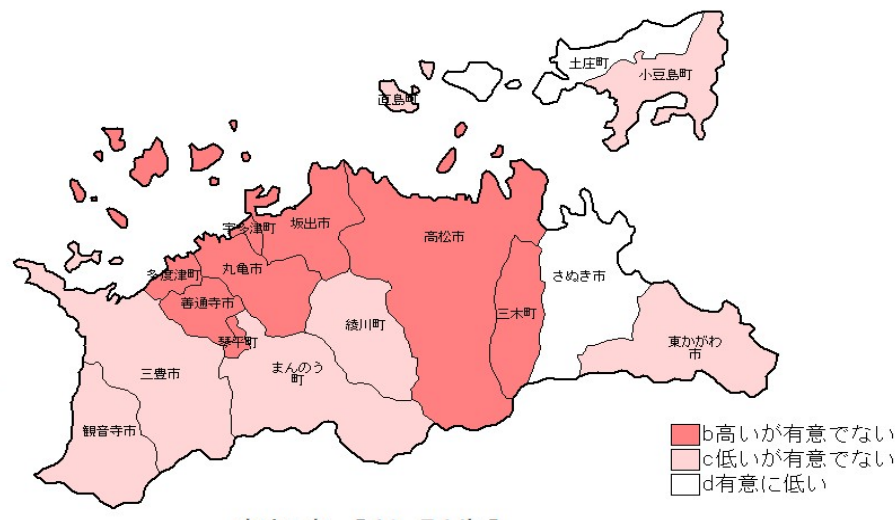 土庄町
小豆島町
直島町
宇多津町
坂出市
高松市
多度津町
丸亀市
さぬき市
善通寺市
三木町
綾川町
琴平町
東かがわ
市
まんのう
町
三豊市
観音寺市
b高いが有意でない
c低いが有意でない
d有意に低い